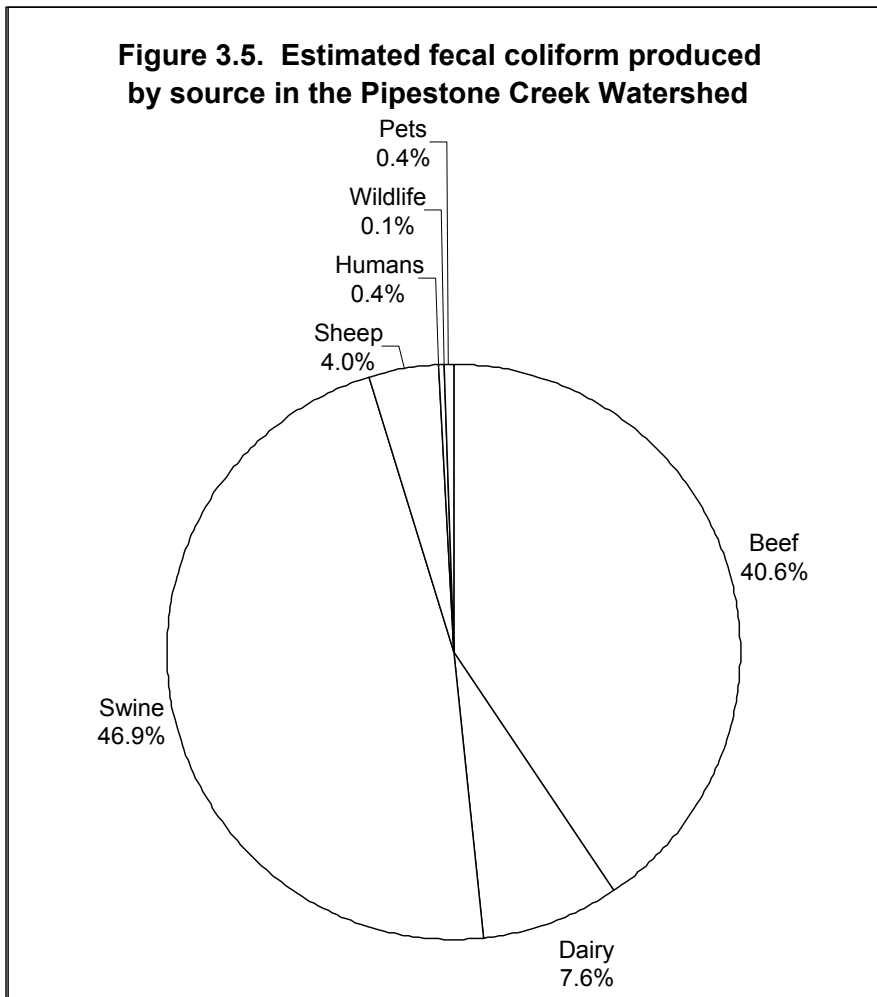 Figure 3.5. Estimated fecal coliform produced
by source in the Pipestone Creek Watershed
Pets
0.4%
Wildlife
0.1%
Humans
0.4%
Sheep
4.0%
Beef
40.6%
Swine
46.9%
Dairy
7.6%